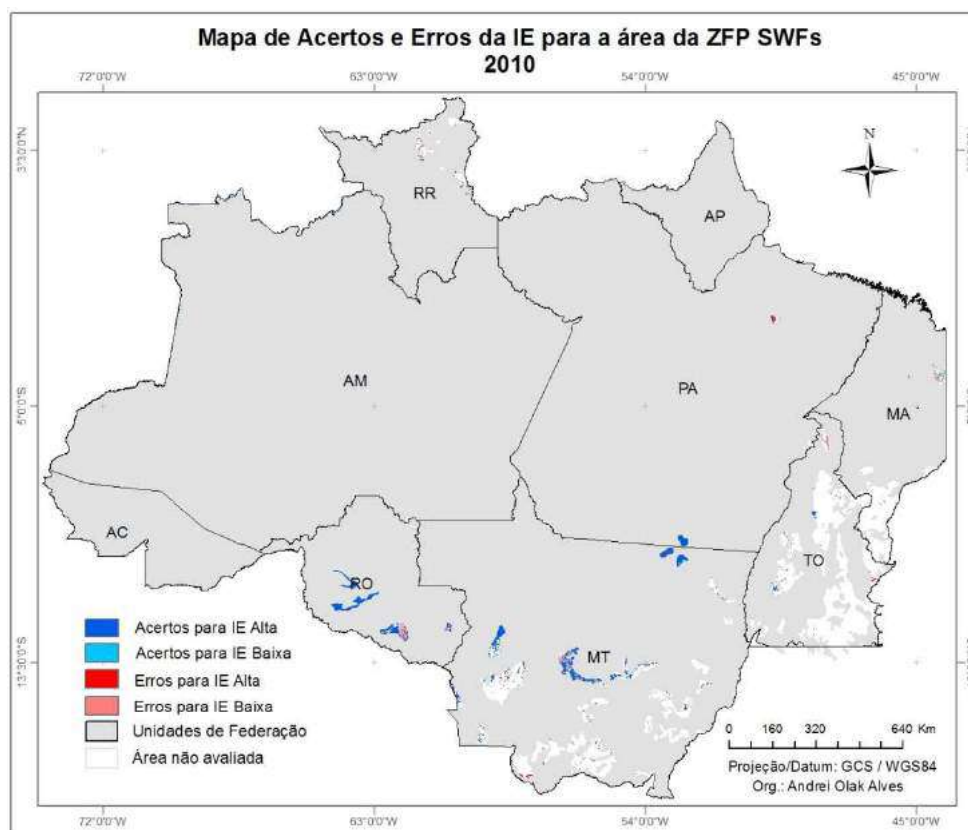 Mapa de Acertos e Erros da IE para a área da ZFP SWFs
2010
72°0'0"W 63°0'0"W 54°0'0"W 45°0'0"W
3°30'0"N
N
RR
AP
AM
PA
5°0'0"S
MA
AC
TO
RO
MT
13°30'0"S
Acertos para IE Alta
Acertos para IE Baixa
Erros para IE Alta
Erros para IE Baixa
Unidades de Federação
Área não avaliada
0 160 320 640 Km
Projeção/Datum: GCS / WGS84
Org.: Andrei Olak Alves
72°0'0"W 63°0'0"W 54°0'0"W 45°0'0"W